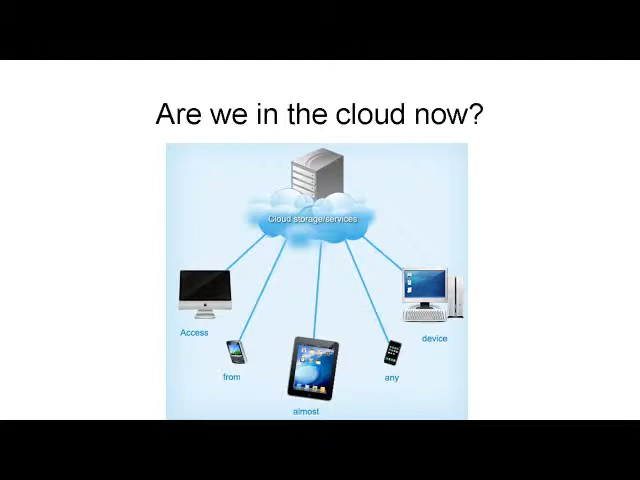 Are we in the cloud now?
Cloud storage/services
Access
from
almost
any
device